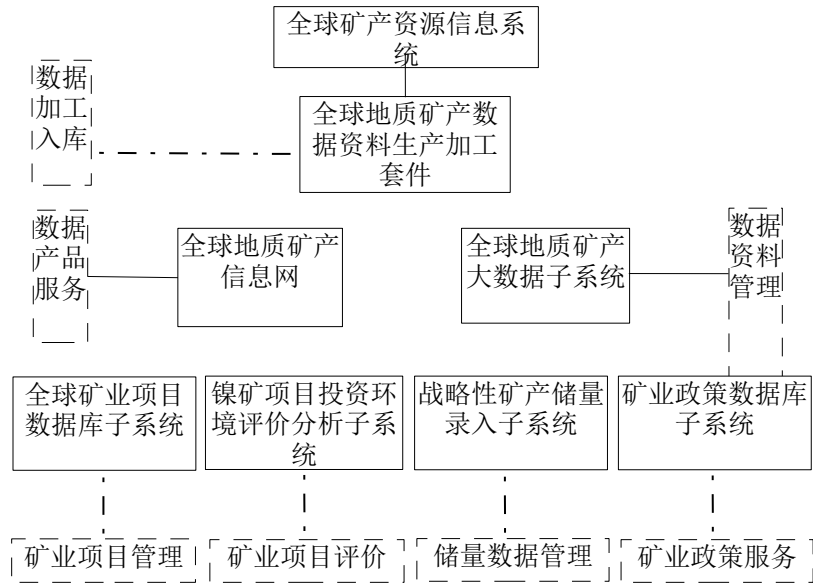 全球矿产资源信息系
统
数据
加工
入库
全球地质矿产数
据资料生产加工
套件
数据
产品
服务
全球地质矿产
信息网
全球地质矿产
大数据子系统
数据
资料
管理
全球矿业项目
数据库子系统
镍矿项目投资环
境评价分析子系
统
战略性矿产储量
录入子系统
矿业政策数据库
子系统
矿业项目管理
矿业项目评价
储量数据管理
矿业政策服务